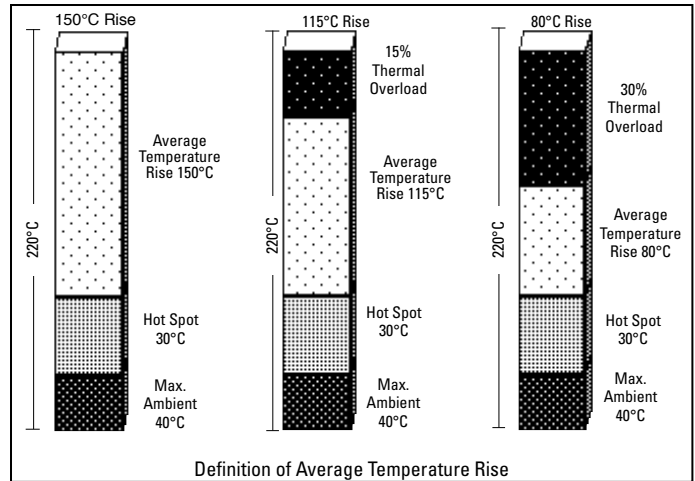 150°C Rise
220°C
Average
Temperature
Rise 150°C
Hot Spot
30°C
Max.
Ambient
40°C
115°C Rise
220°C
15%
Thermal
Overload
Average
Temperature
Rise 115°C
Hot Spot
30°C
Max.
Ambient
40°C
80°C Rise
220°C
30%
Thermal
Overload
Average
Temperature
Rise 80°C
Hot Spot
30°C
Max.
Ambient
40°C
Definition of Average Temperature Rise